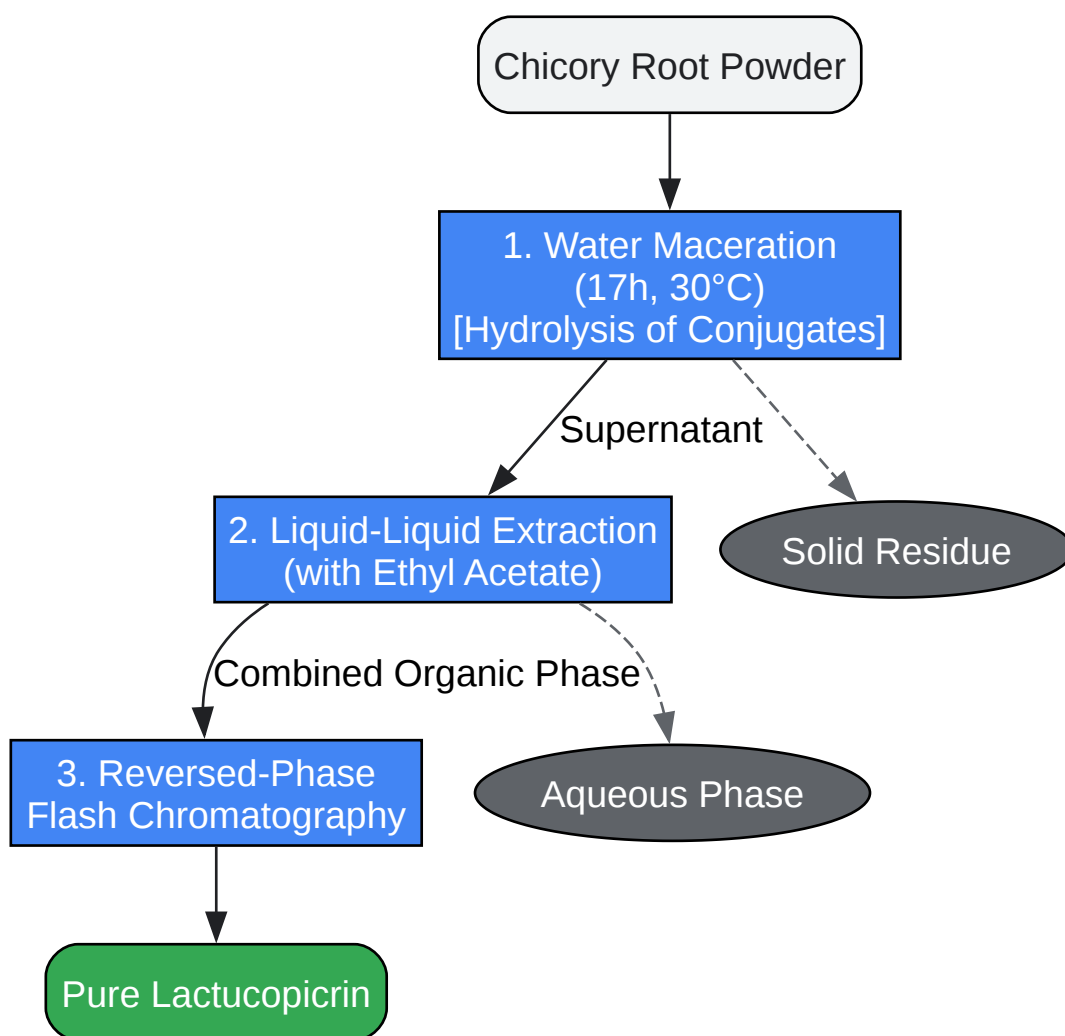 Chicory Root Powder
1. Water Maceration
(17h, 30°C)
[Hydrolysis of Conjugates]
Supernatant
2. Liquid-Liquid Extraction
(with Ethyl Acetate)
Solid Residue
Combined Organic Phase
3. Reversed-Phase
Flash Chromatography
Aqueous Phase
Pure Lactucopicrin